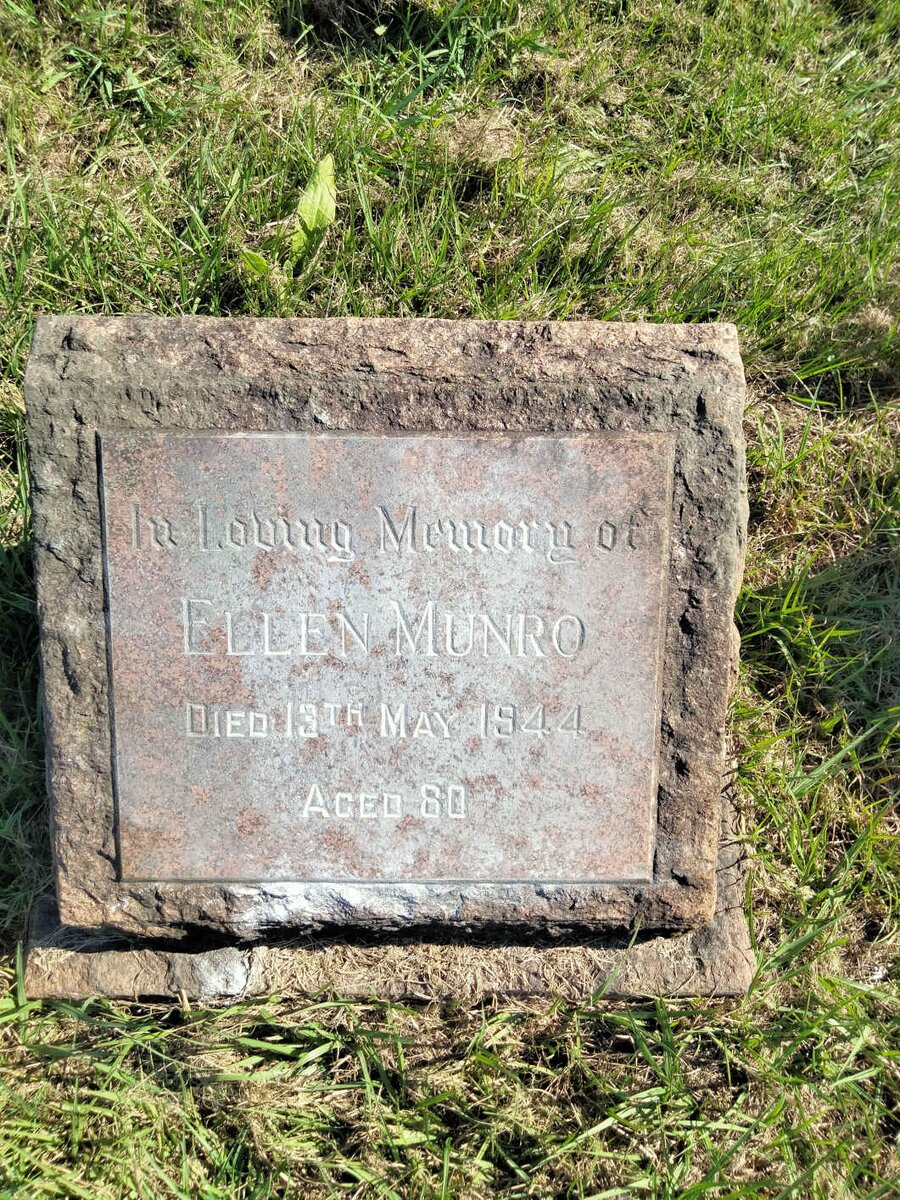 In Loving Memory of
ELLEN MUNRO
DIED 13TH MAY 1944
AGED 80